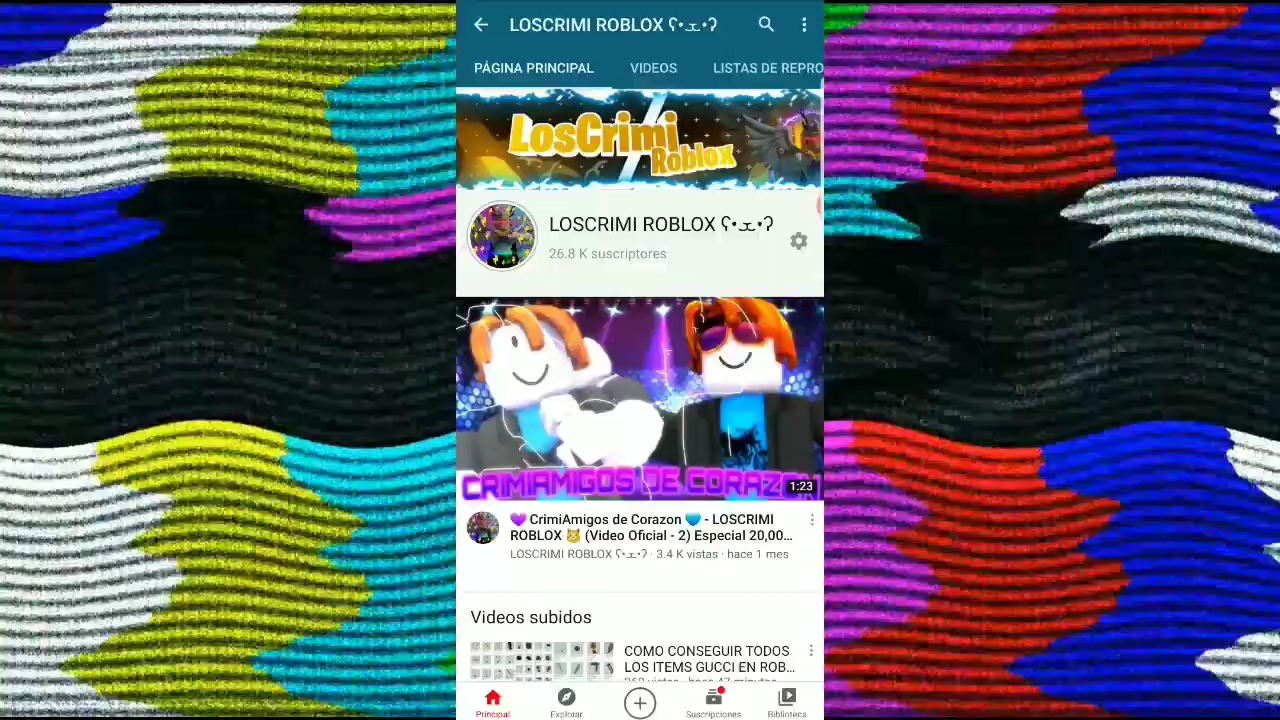 LOSCRIMI ROBLOX ʕ•ܫ•ʔ
PÁGINA PRINCIPAL VIDEOS LISTAS DE REPRO
LosCrimi
Roblox
LOSCRIMI ROBLOX ʕ•ܫ•ʔ
26.8 K suscriptores
CRIMIAMIGOS DE CORAZON
1:23
💜 CrimiAmigos de Corazon 💙 - LOSCRIMI
ROBLOX 😼 (Video Oficial - 2) Especial 20,00...
LOSCRIMI ROBLOX ʕ•ܫ•ʔ · 3.4 K vistas · hace 1 mes
Videos subidos
COMO CONSEGUIR TODOS
LOS ITEMS GUCCI EN ROB...
Principal Explorar Suscripciones Biblioteca